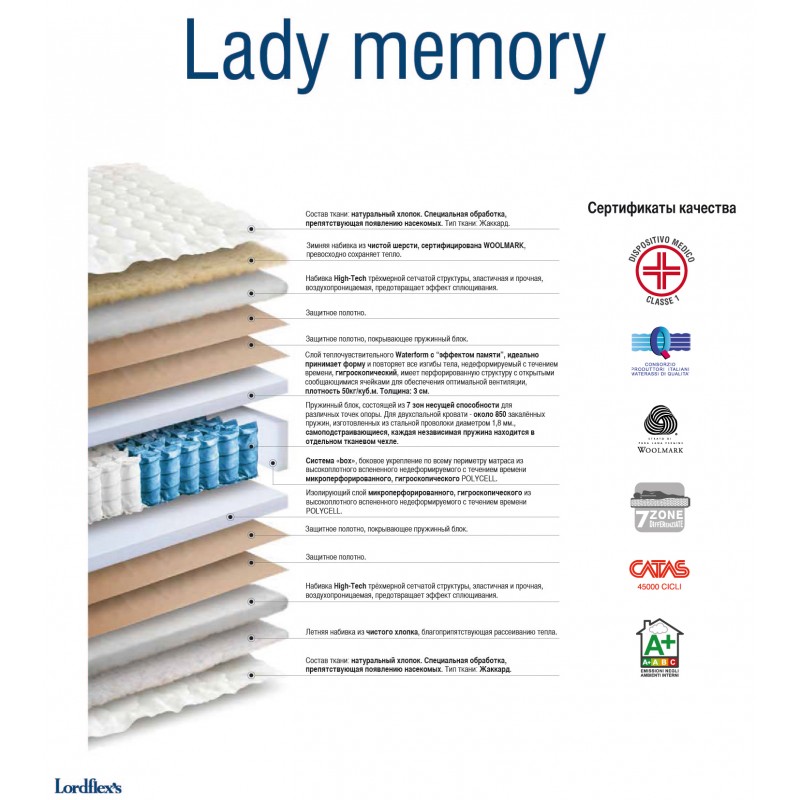 Lady memory
Состав ткани: натуральный хлопок. Специальная обработка,
препятствующая появлению насекомых. Тип ткани: Жаккард.
Зимняя набивка из чистой шерсти, сертифицирована WOOLMARK,
превосходно сохраняет тепло.
Набивка High-Tech трёхмерной сетчатой структуры, эластичная и прочная,
воздухопроницаемая, предотвращает эффект сплющивания.
Защитное полотно.
Защитное полотно, покрывающее пружинный блок.
Слой теплочувствительного Waterform с “эффектом памяти”, идеально
принимает форму и повторяет все изгибы тела, недеформируемый с течением
времени, гигроскопический, имеет перфорированную структуру с открытыми
сообщающимися ячейками для обеспечения оптимальной вентиляции,
плотность 50кг/куб.м. Толщина: 3 см.
Пружинный блок, состоящий из 7 зон несущей способности для
различных точек опоры. Для двуспальной кровати - около 850 закалённых
пружин, изготовленных из стальной проволоки диаметром 1,8 мм.,
самоподстраивающиеся, каждая независимая пружина находится в
отдельном тканевом чехле.
Система «box», боковое укрепление по всему периметру матраса из
высокоплотного вспененного недеформируемого с течением времени
микроперфорированного, гигроскопического POLYCELL.
Изолирующий слой микроперфорированного, гигроскопического из
высокоплотного вспененного недеформируемого с течением времени
POLYCELL.
Защитное полотно, покрывающее пружинный блок.
Защитное полотно.
Набивка High-Tech трёхмерной сетчатой структуры, эластичная и прочная,
воздухопроницаемая, предотвращает эффект сплющивания.
Летняя набивка из чистого хлопка, благоприпятствующая рассеиванию тепла.
Состав ткани: натуральный хлопок. Специальная обработка,
препятствующая появлению насекомых. Тип ткани: Жаккард.
Сертификаты качества
DISPOSITIVO MEDICO
CLASSE 1
Q
CONSORZIO
PRODUTTORI ITALIANI
MATERASSI DI QUALITA'
WOOLMARK
7 ZONE
DIFFERENZIATE
CATAS
45000 CICLI
A+
A+ A B C
EMISSIONI NEGLI
AMBIENTI INTERNI
Lordflex's